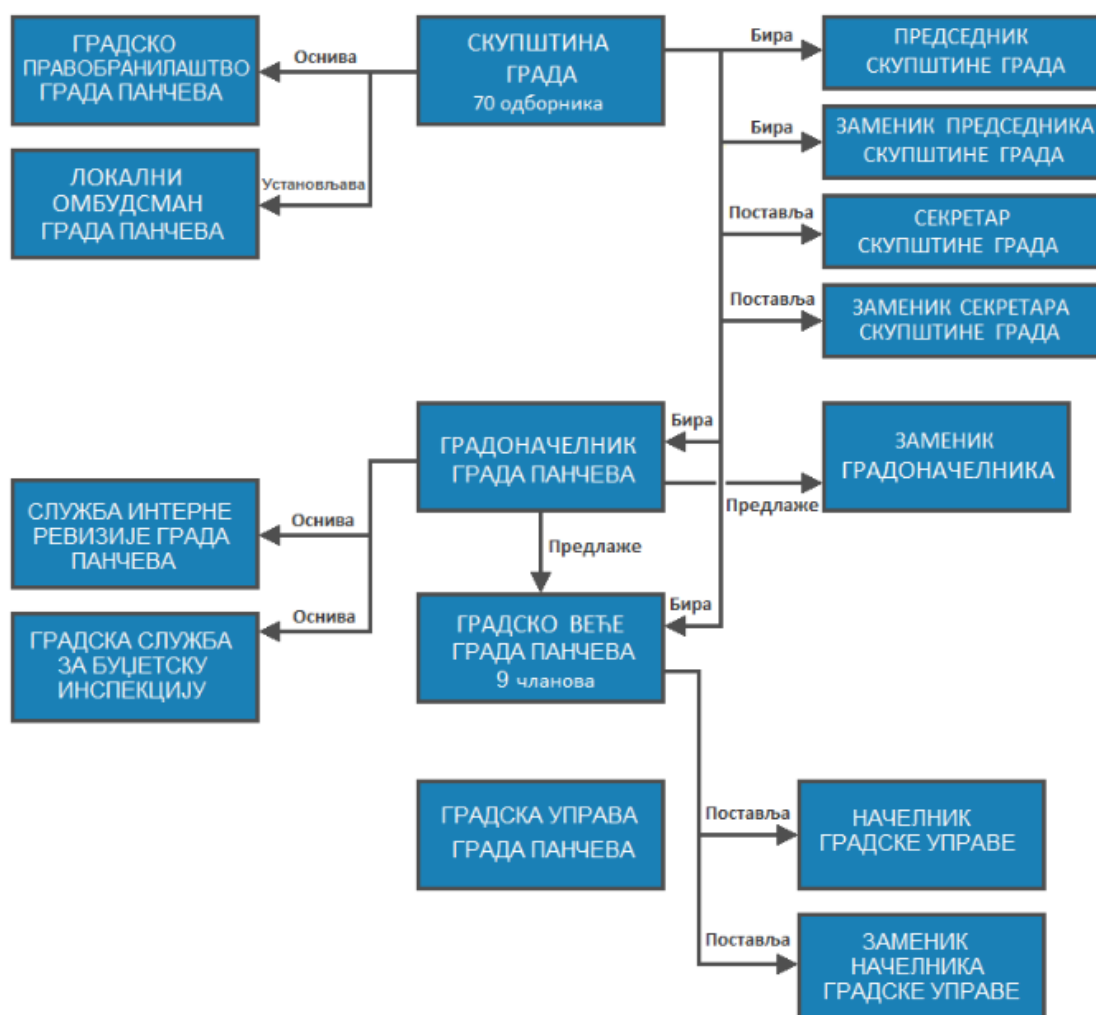 ГРАДСКО
ПРАВОБРАНИЛАШТВО
ГРАДА ПАНЧЕВА
Оснива
СКУПШТИНА
ГРАДА
70 одборника
Бира
ПРЕДСЕДНИК
СКУПШТИНЕ ГРАДА
Бира
ЗАМЕНИК ПРЕДСЕДНИКА
СКУПШТИНЕ ГРАДА
ЛОКАЛНИ
ОМБУДСМАН
ГРАДА ПАНЧЕВА
Установљава
Поставља
СЕКРЕТАР
СКУПШТИНЕ ГРАДА
Поставља
ЗАМЕНИК СЕКРЕТАРА
СКУПШТИНЕ ГРАДА
ГРАДОНАЧЕЛНИК
ГРАДА ПАНЧЕВА
Бира
ЗАМЕНИК
ГРАДОНАЧЕЛНИКА
Предлаже
СЛУЖБА ИНТЕРНЕ
РЕВИЗИЈЕ ГРАДА
ПАНЧЕВА
Оснива
Предлаже
ГРАДСКА СЛУЖБА
ЗА БУЏЕТСКУ
ИНСПЕКЦИЈУ
Оснива
ГРАДСКО ВЕЋЕ
ГРАДА ПАНЧЕВА
9 чланова
Бира
ГРАДСКА УПРАВА
ГРАДА ПАНЧЕВА
Поставља
НАЧЕЛНИК
ГРАДСКЕ УПРАВЕ
Поставља
ЗАМЕНИК
НАЧЕЛНИКА
ГРАДСКЕ УПРАВЕ